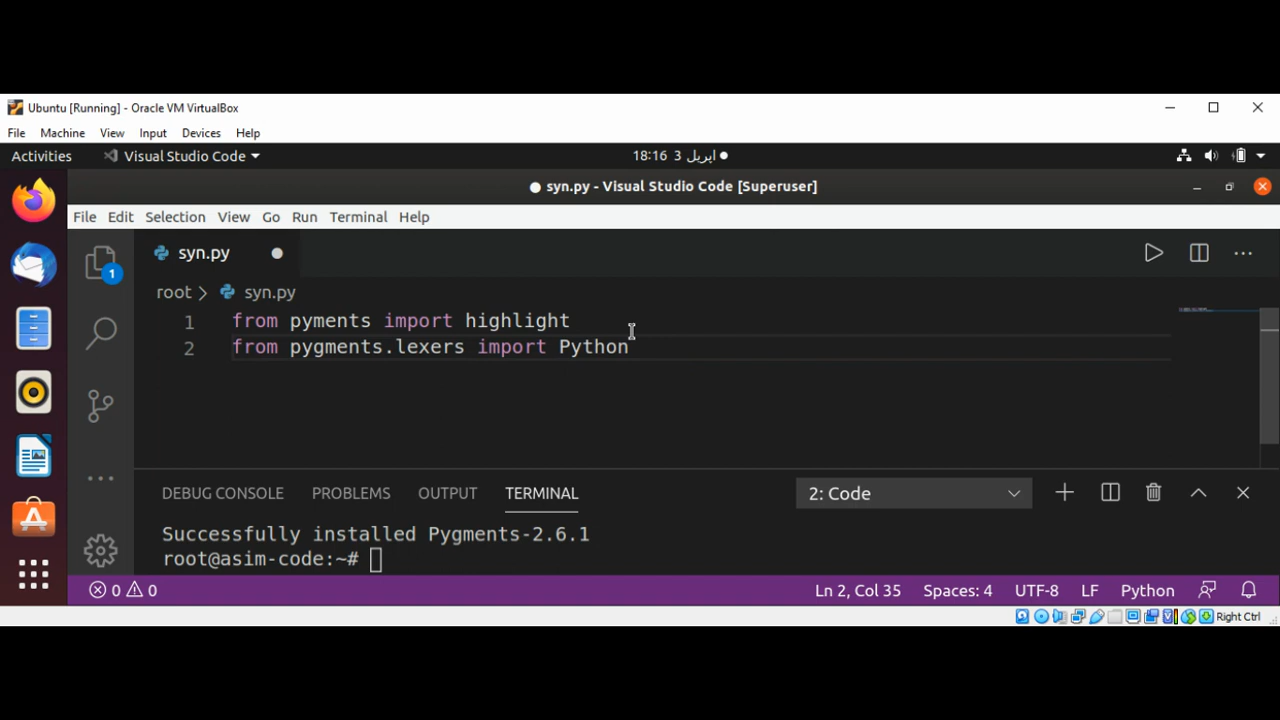 Ubuntu [Running] - Oracle VM VirtualBox
File Machine View Input Devices Help
Activities Visual Studio Code 18:16 3 اپریل
syn.py - Visual Studio Code [Superuser]
File Edit Selection View Go Run Terminal Help
syn.py
1
root > syn.py
1 from pyments import highlight
2 from pygments.lexers import Python
DEBUG CONSOLE PROBLEMS OUTPUT TERMINAL 2: Code
Successfully installed Pygments-2.6.1
root@asim-code:~#
0 0 Ln 2, Col 35 Spaces: 4 UTF-8 LF Python
Right Ctrl